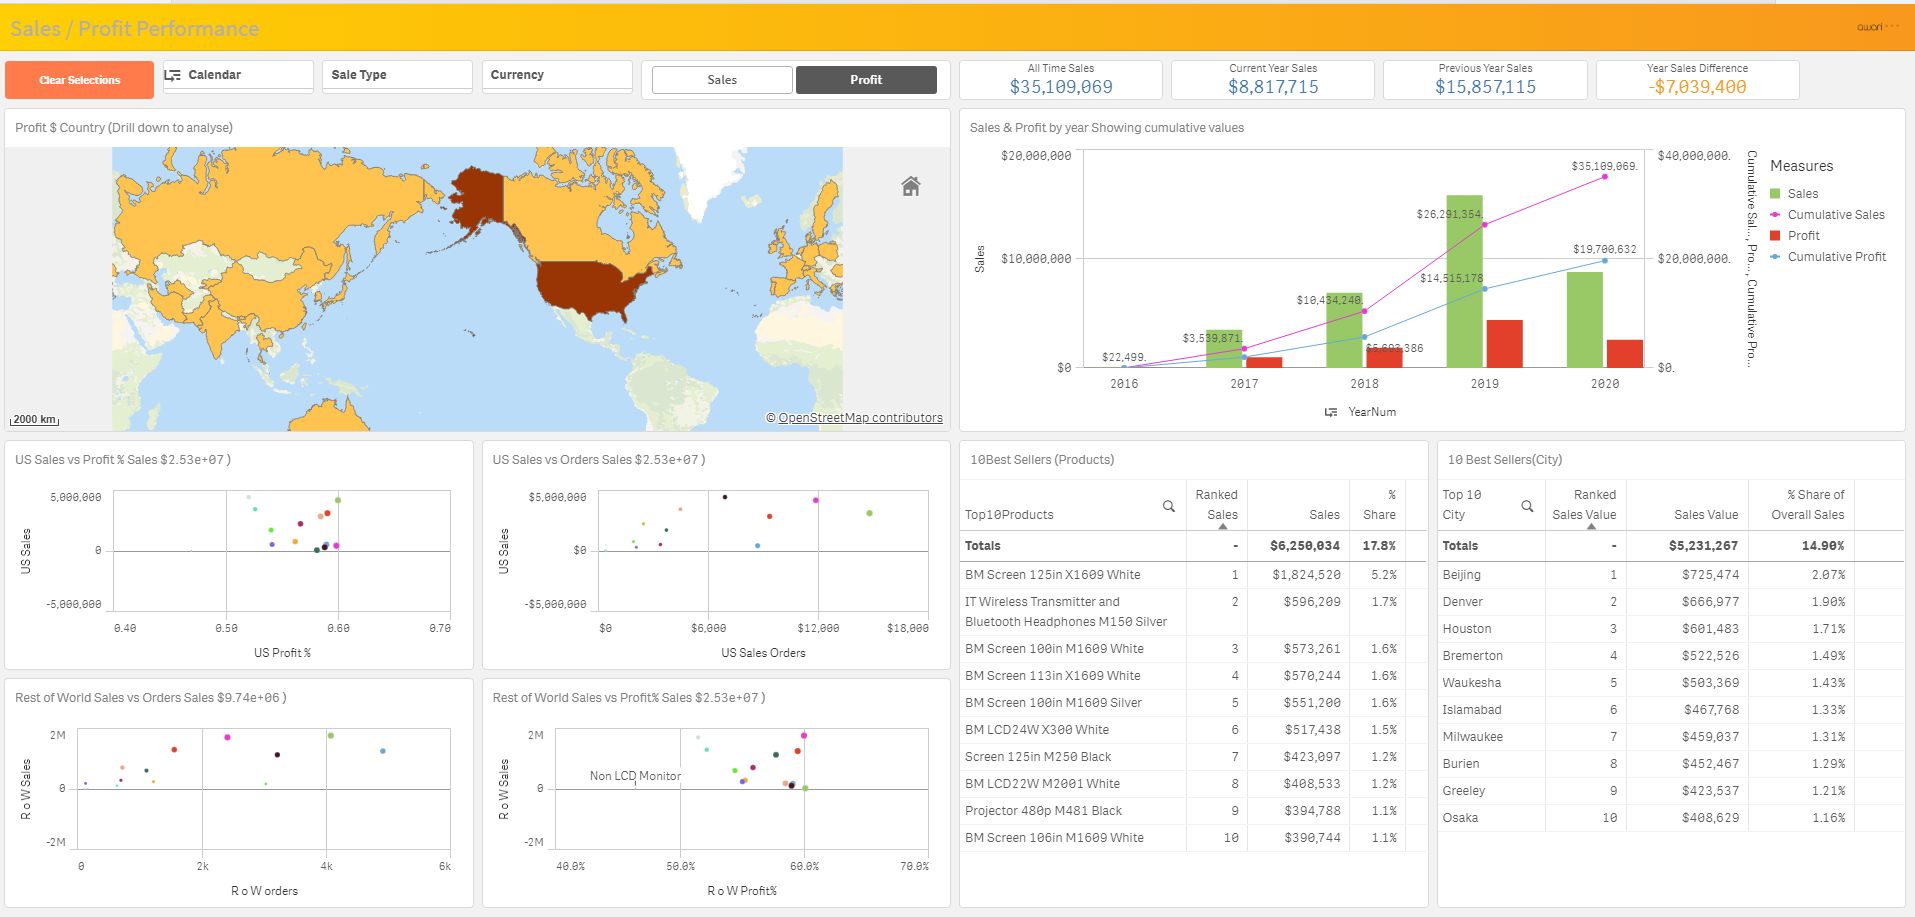 Sales / Profit Performance
awari
Clear Selections
Calendar
Sale Type
Currency
Sales
Profit
All Time Sales
$35,109,069
Current Year Sales
$8,817,715
Previous Year Sales
$15,857,115
Year Sales Difference
-$7,039,400
Profit $ Country (Drill down to analyse)
2000 km
© OpenStreetMap contributors
Sales & Profit by year Showing cumulative values
$20,000,000
$10,000,000
$0
Sales
$22,499.
$3,539,871.
$10,434,240.
$26,291,354.
$35,109,069.
$5,693,386
$14,515,178
$19,700,632
$40,000,000.
$20,000,000.
$0.
Cumulative Sal..., Pro..., Cumulative Pro...
2016
2017
2018
2019
2020
YearNum
Measures
Sales
Cumulative Sales
Profit
Cumulative Profit
US Sales vs Profit % Sales $2.53e+07 )
US Sales
5,000,000
0
-5,000,000
0.40
0.50
0.60
0.70
US Profit %
US Sales vs Orders Sales $2.53e+07 )
US Sales
$5,000,000
$0
-$5,000,000
$0
$6,000
$12,000
$18,000
US Sales Orders
Rest of World Sales vs Orders Sales $9.74e+06 )
R o W Sales
2M
0
-2M
0
2k
4k
6k
R o W orders
Rest of World Sales vs Profit% Sales $2.53e+07 )
R o W Sales
2M
0
-2M
Non LCD Monitor
40.0%
50.0%
60.0%
70.0%
R o W Profit%
10Best Sellers (Products)
Top10Products
Ranked Sales
Sales
% Share
Totals - $6,250,034 17.8%
BM Screen 125in X1609 White 1 $1,824,520 5.2%
IT Wireless Transmitter and 2 $596,209 1.7%
Bluetooth Headphones M150 Silver
BM Screen 100in M1609 White 3 $573,261 1.6%
BM Screen 113in X1609 White 4 $570,244 1.6%
BM Screen 100in M1609 Silver 5 $551,200 1.6%
BM LCD24W X300 White 6 $517,438 1.5%
Screen 125in M250 Black 7 $423,097 1.2%
BM LCD22W M2001 White 8 $408,533 1.2%
Projector 480p M481 Black 9 $394,788 1.1%
BM Screen 106in M1609 White 10 $390,744 1.1%
10 Best Sellers(City)
Top 10 City
Ranked Sales Value
Sales Value
% Share of Overall Sales
Totals - $5,231,267 14.90%
Beijing 1 $725,474 2.07%
Denver 2 $666,977 1.90%
Houston 3 $601,483 1.71%
Bremerton 4 $522,526 1.49%
Waukesha 5 $503,369 1.43%
Islamabad 6 $467,768 1.33%
Milwaukee 7 $459,037 1.31%
Burien 8 $452,467 1.29%
Greeley 9 $423,537 1.21%
Osaka 10 $408,629 1.16%